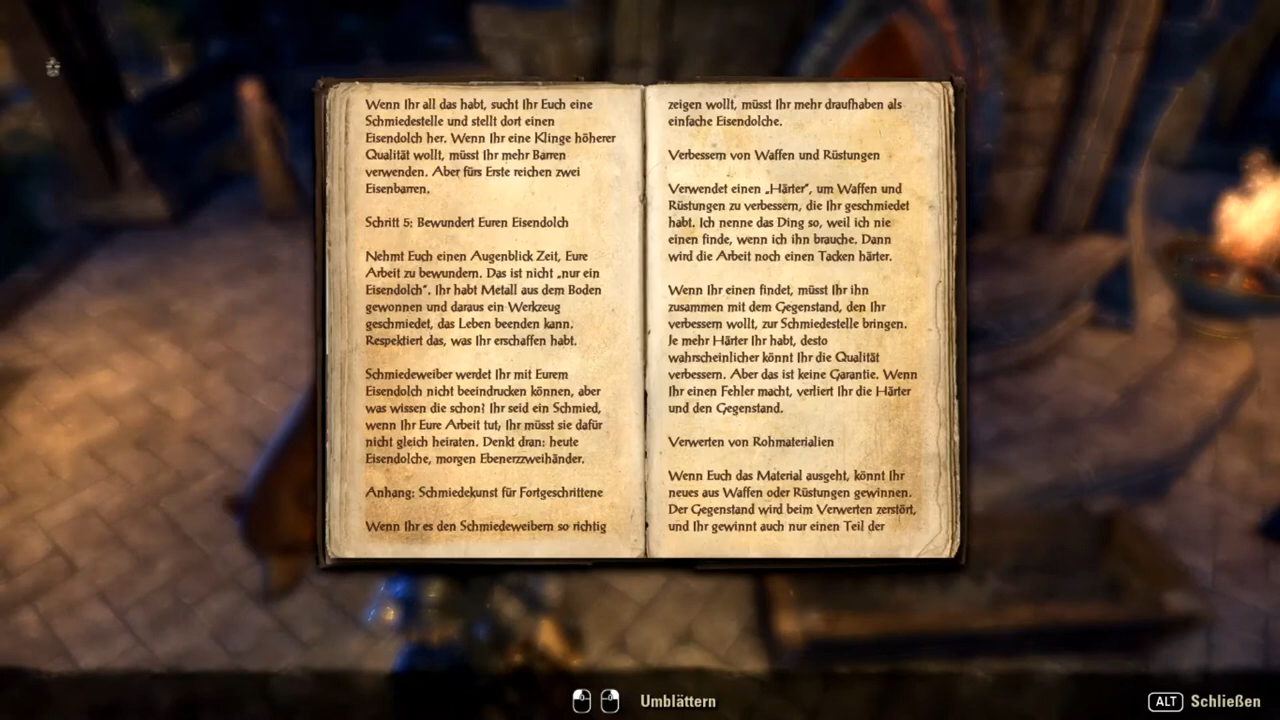 Wenn Ihr all das habt, sucht Ihr Euch eine
Schmiedestelle und stellt dort einen
Eisendolch her. Wenn Ihr eine Klinge höherer
Qualität wollt, müsst Ihr mehr Barren
verwenden. Aber fürs Erste reichen zwei
Eisenbarren.
Schritt 5: Bewundert Euren Eisendolch
Nehmt Euch einen Augenblick Zeit, Eure
Arbeit zu bewundern. Das ist nicht „nur ein
Eisendolch“. Ihr habt Metall aus dem Boden
gewonnen und daraus ein Werkzeug
geschmiedet, das Leben beenden kann.
Respektiert das, was Ihr erschaffen habt.
Schmiedeweiber werdet Ihr mit Eurem
Eisendolch nicht beeindrucken können, aber
was wissen die schon? Ihr seid ein Schmied,
wenn Ihr Eure Arbeit tut; Ihr müsst sie dafür
nicht gleich heiraten. Denkt dran: heute
Eisendolche, morgen Ebenerzzweihänder.
Anhang: Schmiedekunst für Fortgeschrittene
Wenn Ihr es den Schmiedeweibern so richtig
zeigen wollt, müsst Ihr mehr draufhaben als
einfache Eisendolche.
Verbessern von Waffen und Rüstungen
Verwendet einen „Härter“, um Waffen und
Rüstungen zu verbessern, die Ihr geschmiedet
habt. Ich nenne das Ding so, weil ich nie
einen finde, wenn ich ihn brauche. Dann
wird die Arbeit noch einen Tacken härter.
Wenn Ihr einen findet, müsst Ihr ihn
zusammen mit dem Gegenstand, den Ihr
verbessern wollt, zur Schmiedestelle bringen.
Je mehr Härter Ihr habt, desto
wahrscheinlicher könnt Ihr die Qualität
verbessern. Aber das ist keine Garantie. Wenn
Ihr einen Fehler macht, verliert Ihr die Härter
und den Gegenstand.
Verwerten von Rohmaterialien
Wenn Euch das Material ausgeht, könnt Ihr
neues aus Waffen oder Rüstungen gewinnen.
Der Gegenstand wird beim Verwerten zerstört,
und Ihr gewinnt auch nur einen Teil der
Umblättern
ALT Schließen